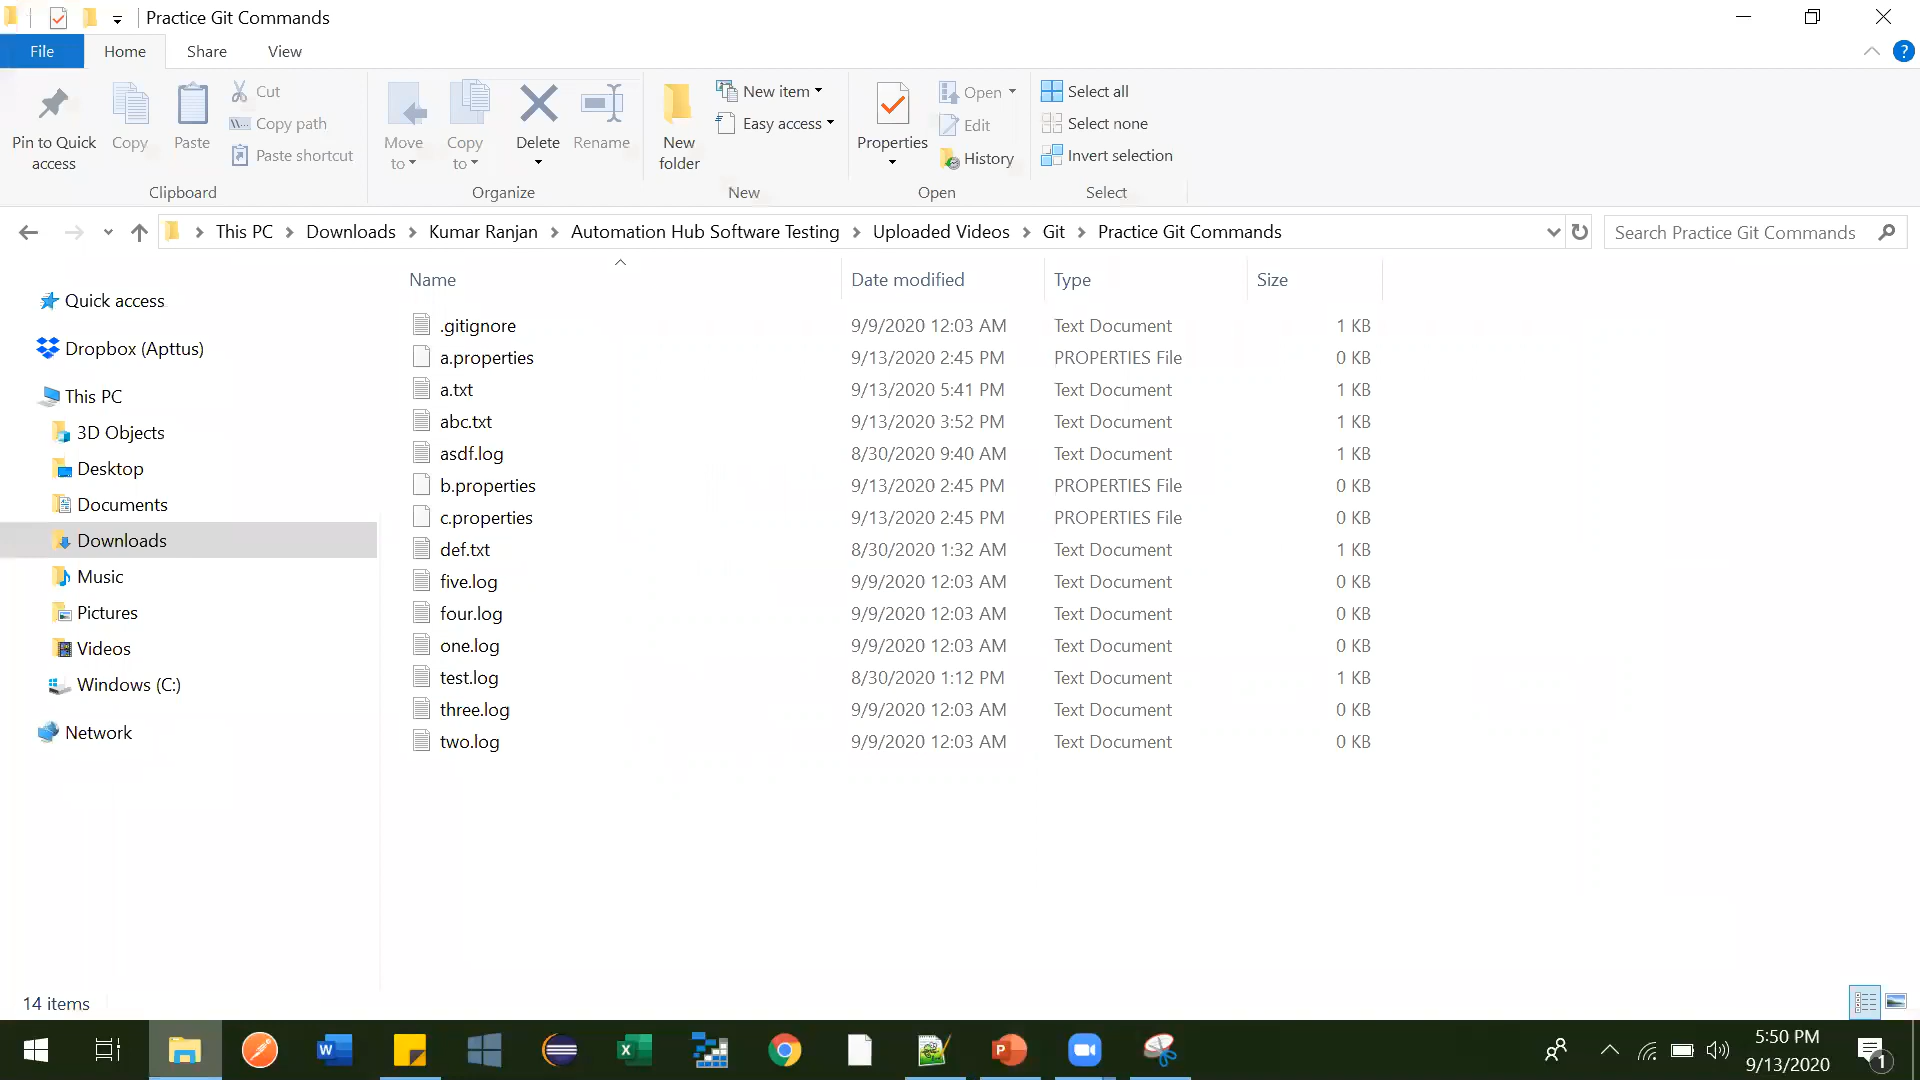 Practice Git Commands
File Home Share View
Pin to Quick access
Copy
Paste
Cut
Copy path
Paste shortcut
Clipboard
Move to
Copy to
Delete
Rename
Organize
New folder
New item
Easy access
New
Properties
Open
Edit
History
Open
Select all
Select none
Invert selection
Select
This PC Downloads Kumar Ranjan Automation Hub Software Testing Uploaded Videos Git Practice Git Commands
Search Practice Git Commands
Quick access
Dropbox (Apttus)
This PC
3D Objects
Desktop
Documents
Downloads
Music
Pictures
Videos
Windows (C:)
Network
Name Date modified Type Size
.gitignore 9/9/2020 12:03 AM Text Document 1 KB
a.properties 9/13/2020 2:45 PM PROPERTIES File 0 KB
a.txt 9/13/2020 5:41 PM Text Document 1 KB
abc.txt 9/13/2020 3:52 PM Text Document 1 KB
asdf.log 8/30/2020 9:40 AM Text Document 1 KB
b.properties 9/13/2020 2:45 PM PROPERTIES File 0 KB
c.properties 9/13/2020 2:45 PM PROPERTIES File 0 KB
def.txt 8/30/2020 1:32 AM Text Document 1 KB
five.log 9/9/2020 12:03 AM Text Document 0 KB
four.log 9/9/2020 12:03 AM Text Document 0 KB
one.log 9/9/2020 12:03 AM Text Document 0 KB
test.log 8/30/2020 1:12 PM Text Document 1 KB
three.log 9/9/2020 12:03 AM Text Document 0 KB
two.log 9/9/2020 12:03 AM Text Document 0 KB
14 items
5:50 PM
9/13/2020
1